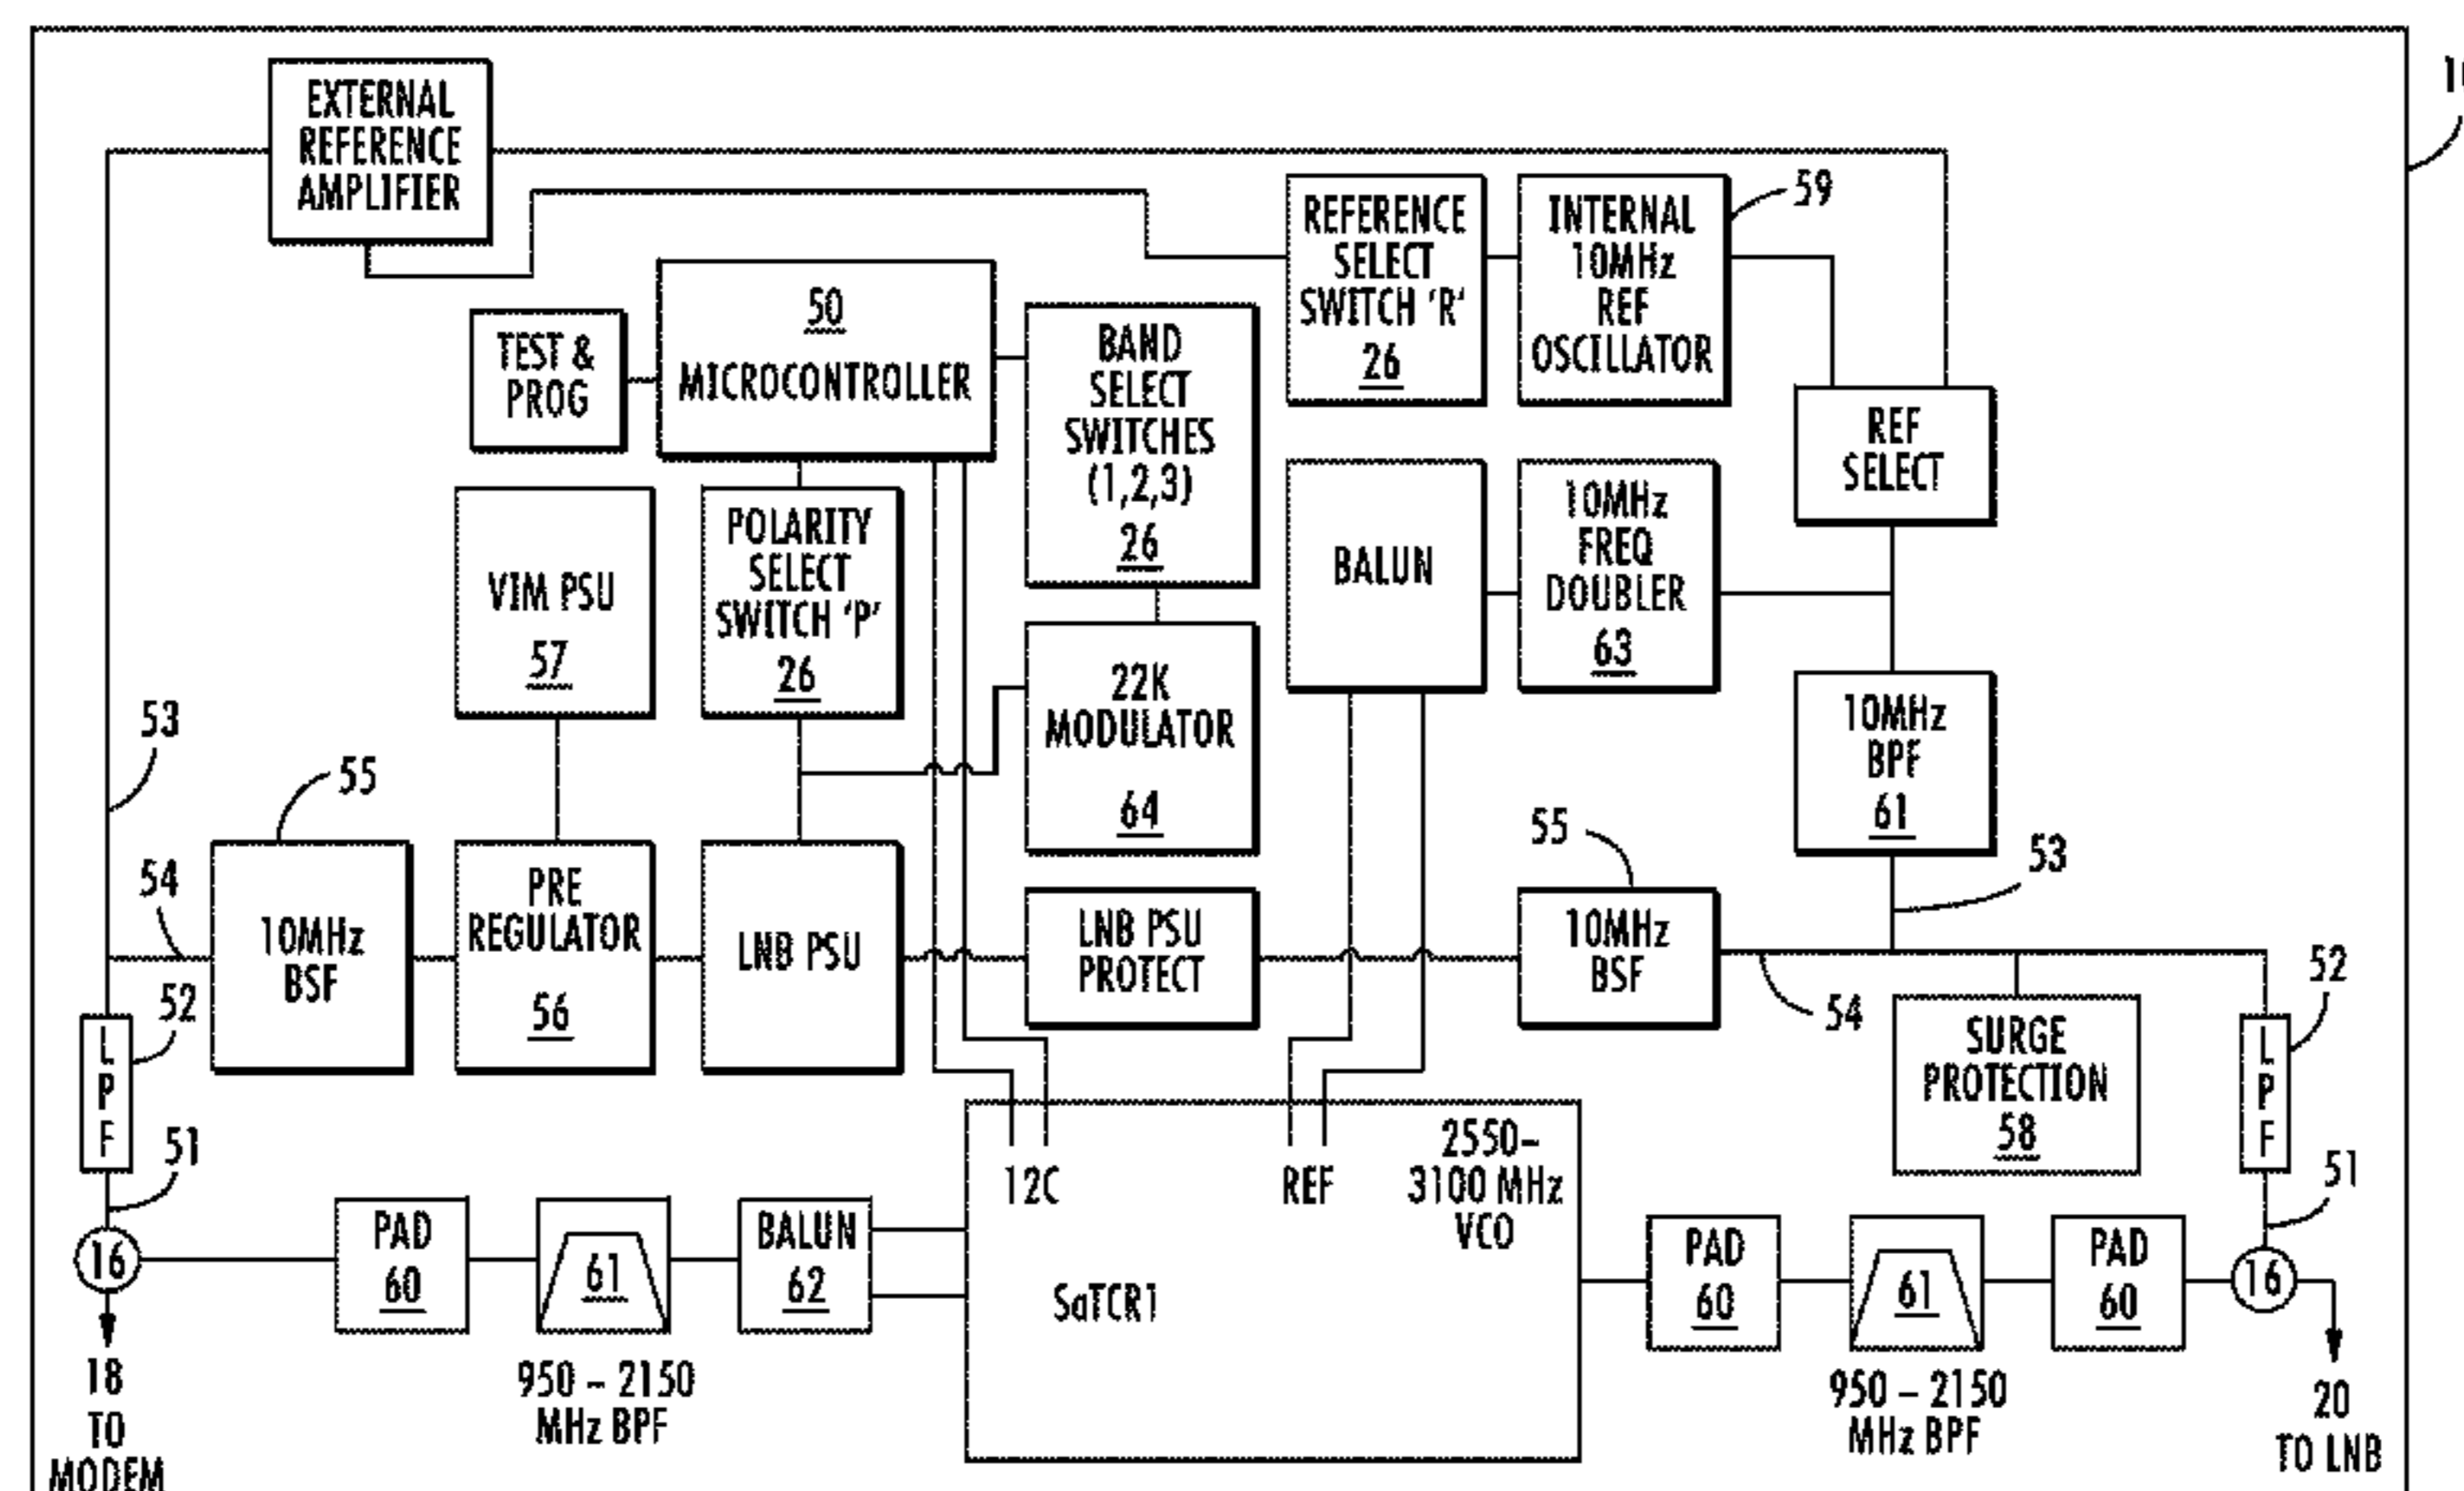 EXTERNAL
REFERENCE
AMPLIFIER
REFERENCE
SELECT
SWITCH 'R'
26
INTERNAL
10MHz
REF
OSCILLATOR
59
TEST &
PROG
50
MICROCONTROLLER
BAND
SELECT
SWITCHES
(1,2,3)
26
REF
SELECT
VIM PSU
57
POLARITY
SELECT
SWITCH 'P'
26
BALUN
10MHz
FREQ
DOUBLER
63
22K
MODULATOR
64
10MHz
BPF
61
53
55
54
10MHz
BSF
PRE
REGULATOR
56
LNB PSU
LNB PSU
PROTECT
55
10MHz
BSF
53
54
SURGE
PROTECTION
58
52
LPF
51
52
LPF
51
16
18
TO
MODEM
PAD
60
61
950 – 2150
MHz BPF
BALUN
62
12C
REF
2550–
3100 MHz
VCO
SaTCR1
PAD
60
61
950 – 2150
MHz BPF
PAD
60
16
20
TO LNB